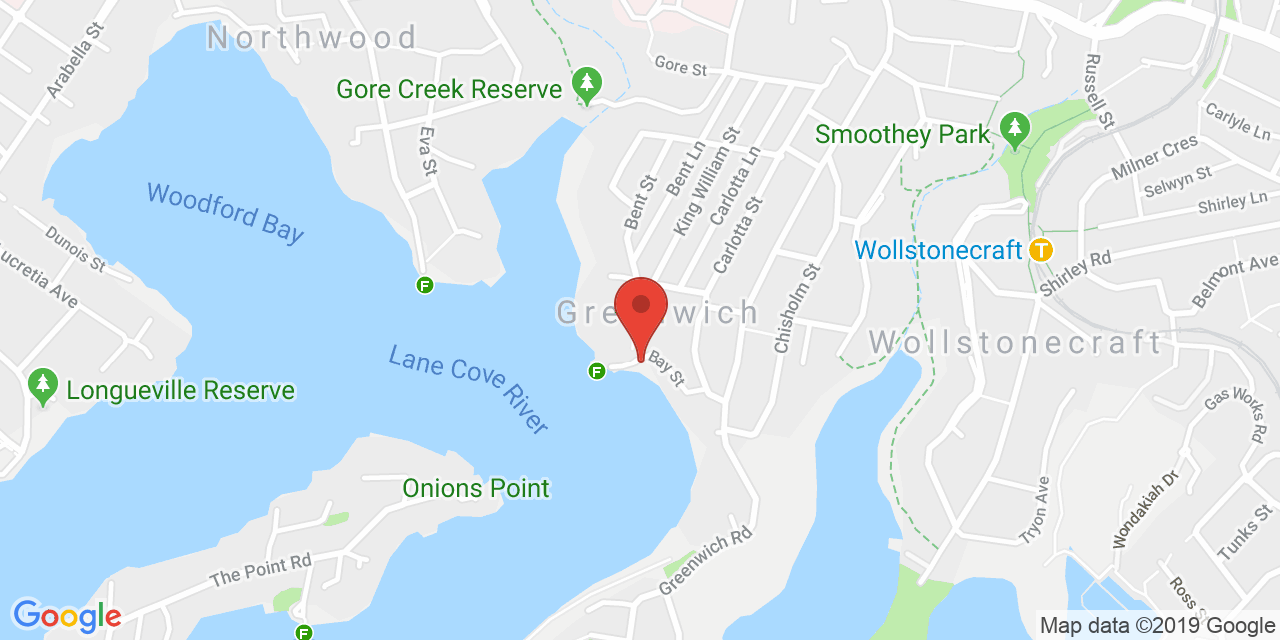 Northwood
Arabella St
Gore St
Gore Creek Reserve
Russell St
Carlyle Ln
Smoothey Park
Eva St
Bent Ln
King William St
Carlotta Ln
Milner Cres
Selwyn St
Woodford Bay
Bent St
Carlotta St
Shirley Ln
Dunois St
Lucretia Ave
Wollstonecraft
T
Shirley Rd
Belmont Ave
F
Greenwich
Chisholm St
Wollstonecraft
Lane Cove River
F
Bay St
Longueville Reserve
Gas Works Rd
Onions Point
Tryon Ave
Wondakiah Dr
Tunks St
The Point Rd
Greenwich Rd
Ross St
Google
F
Map data ©2019 Google